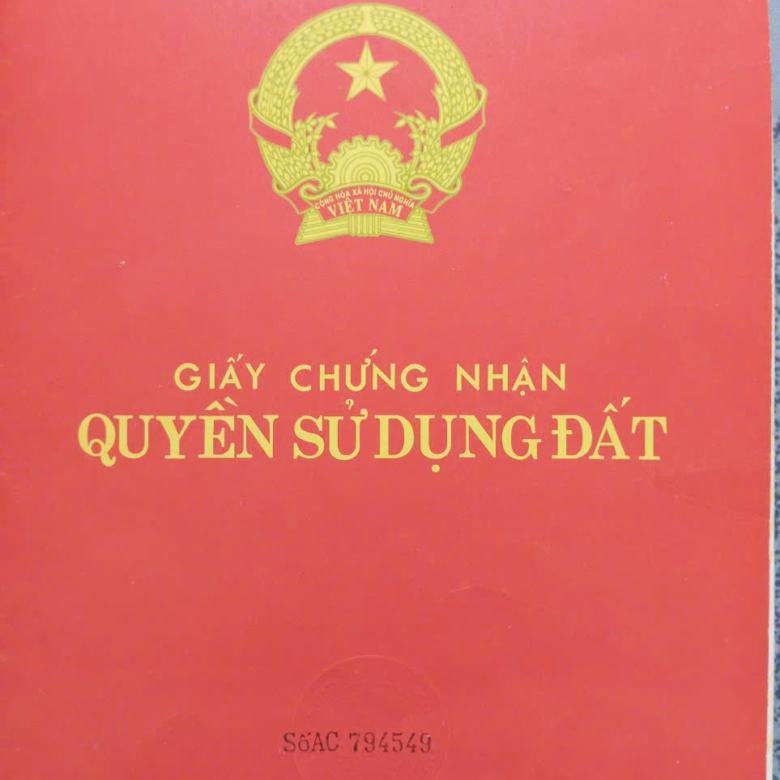 CỘNG HÒA XÃ HỘI CHỦ NGHĨA
VIỆT NAM
GIẤY CHỨNG NHẬN
QUYỀN SỬ DỤNG ĐẤT
SốAC 794549